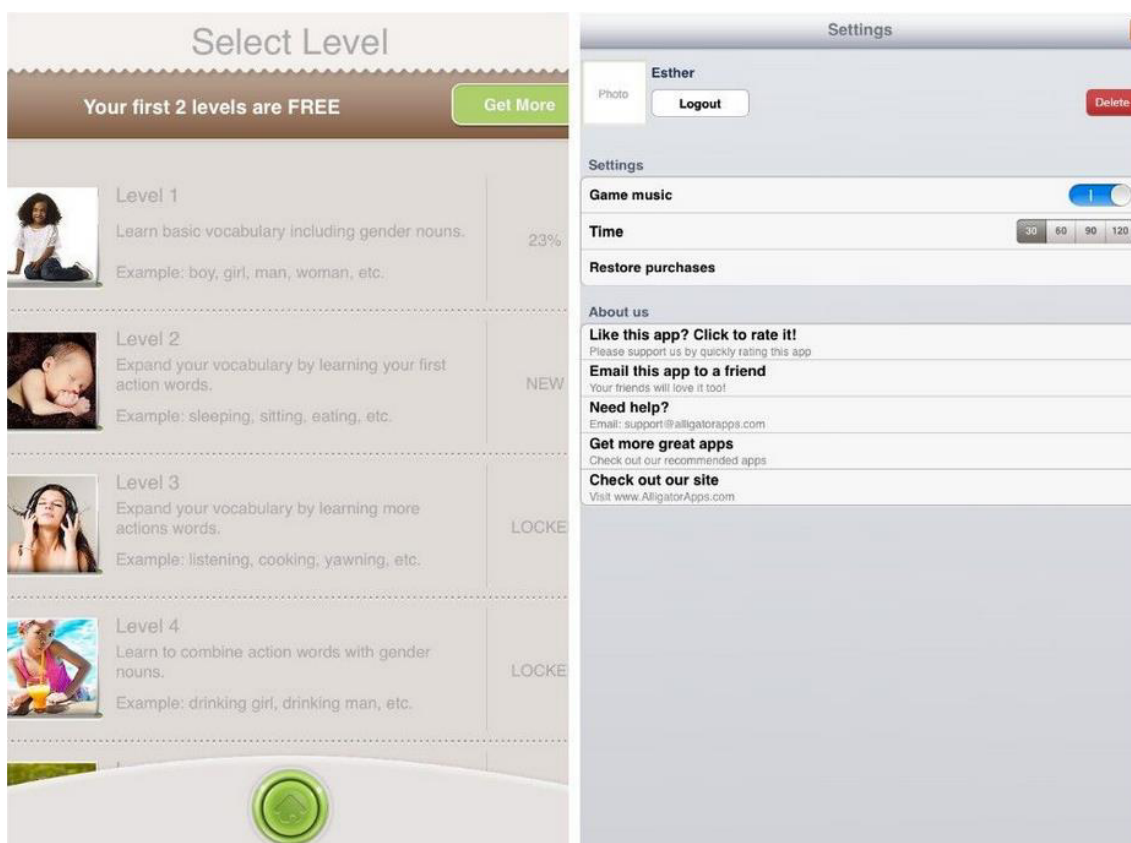 Select Level
Your first 2 levels are FREE
Get More
Level 1
Learn basic vocabulary including gender nouns.
Example: boy, girl, man, woman, etc.
23%
Level 2
Expand your vocabulary by learning your first
action words.
Example: sleeping, sitting, eating, etc.
NEW
Level 3
Expand your vocabulary by learning more
actions words.
Example: listening, cooking, yawning, etc.
LOCKE
Level 4
Learn to combine action words with gender
nouns.
Example: drinking girl, drinking man, etc.
LOCKE
Settings
Photo
Esther
Logout
Delete
Settings
Game music
Time
30 60 90 120
Restore purchases
About us
Like this app? Click to rate it!
Please support us by quickly rating this app
Email this app to a friend
Your friends will love it too!
Need help?
Email: support@alligatorapps.com
Get more great apps
Check out our recommended apps
Check out our site
Visit www.AlligatorApps.com